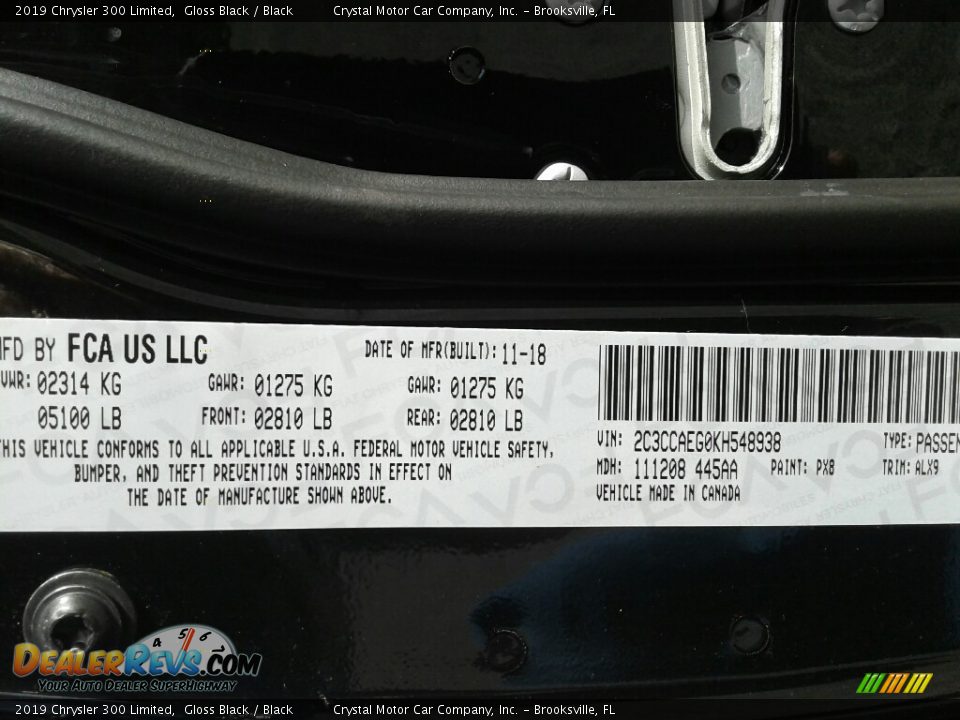 2019 Chrysler 300 Limited, Gloss Black / Black Crystal Motor Car Company, Inc. - Brooksville, FL
MFD BY FCA US LLC DATE OF MFR(BUILT): 11-18
GVWR: 02314 KG GAWR: 01275 KG GAWR: 01275 KG
05100 LB FRONT: 02810 LB REAR: 02810 LB
THIS VEHICLE CONFORMS TO ALL APPLICABLE U.S.A. FEDERAL MOTOR VEHICLE SAFETY,
BUMPER, AND THEFT PREVENTION STANDARDS IN EFFECT ON
THE DATE OF MANUFACTURE SHOWN ABOVE.
VIN: 2C3CCAEG0KH548938 TYPE: PASSEN
MDH: 111208 445AA PAINT: PX8 TRIM: ALX9
VEHICLE MADE IN CANADA
4 5 6
DEALERREVS.COM
YOUR AUTO DEALER SUPERHIGHWAY
2019 Chrysler 300 Limited, Gloss Black / Black Crystal Motor Car Company, Inc. - Brooksville, FL